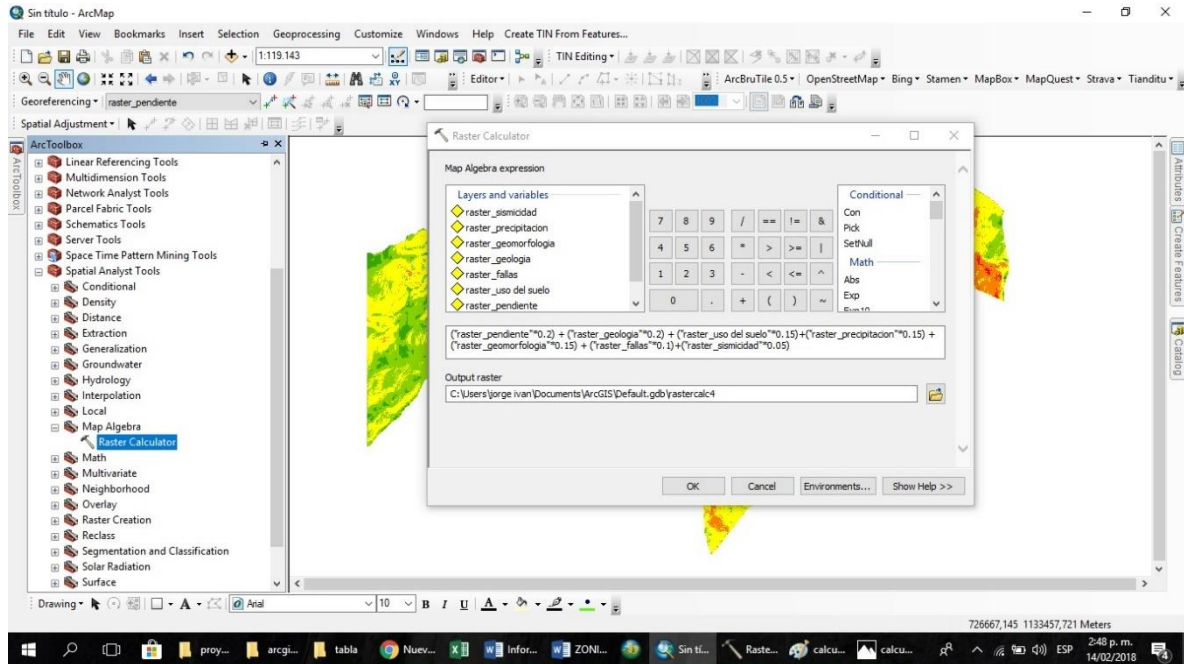 Sin título - ArcMap
File Edit View Bookmarks Insert Selection Geoprocessing Customize Windows Help Create TIN From Features...
1:119.143
TIN Editing
Editor
ArcBruTile 0.5 OpenStreetMap Bing Stamen MapBox MapQuest Strava Tianditu
Georeferencing raster_pendiente
Spatial Adjustment
ArcToolbox
ArcToolbox
Linear Referencing Tools
Multidimension Tools
Network Analyst Tools
Parcel Fabric Tools
Schematics Tools
Server Tools
Space Time Pattern Mining Tools
Spatial Analyst Tools
Conditional
Density
Distance
Extraction
Generalization
Groundwater
Hydrology
Interpolation
Local
Map Algebra
Raster Calculator
Math
Multivariate
Neighborhood
Overlay
Raster Creation
Reclass
Segmentation and Classification
Solar Radiation
Surface
Raster Calculator
Map Algebra expression
Layers and variables
raster_sismicidad
raster_precipitacion
raster_geomorfologia
raster_geologia
raster_fallas
raster_uso del suelo
raster_pendiente
7 8 9 / == != &
4 5 6 * > >= |
1 2 3 - < <= ^
0 . + ( ) ~
Conditional
Con
Pick
SetNull
Math
Abs
Exp
Exp10
("raster_pendiente"*0.2) + ("raster_geologia"*0.2) + ("raster_uso del suelo"*0.15)+("raster_precipitacion"*0.15) +
("raster_geomorfologia"*0.15) + ("raster_fallas"*0.1)+("raster_sismicidad"*0.05)
Output raster
C:\Users\jorge ivan\Documents\ArcGIS\Default.gdb\rastercalc4
OK Cancel Environments... Show Help >>
Attributes
Create Features
Catalog
Drawing A Arial 10 B I U A
726667,145 1133457,721 Meters
proy... arcgi... tabla Nuev... Infor... ZONI... Sin tí... Raste... calcu... calcu... ESP
2:48 p. m.
14/02/2018
4